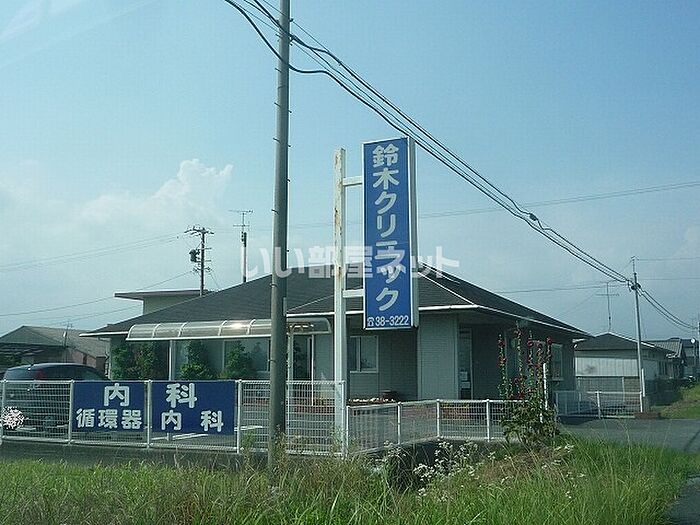 鈴木クリニック
☎38-3222
いい部屋ネット
内科
循環器内科